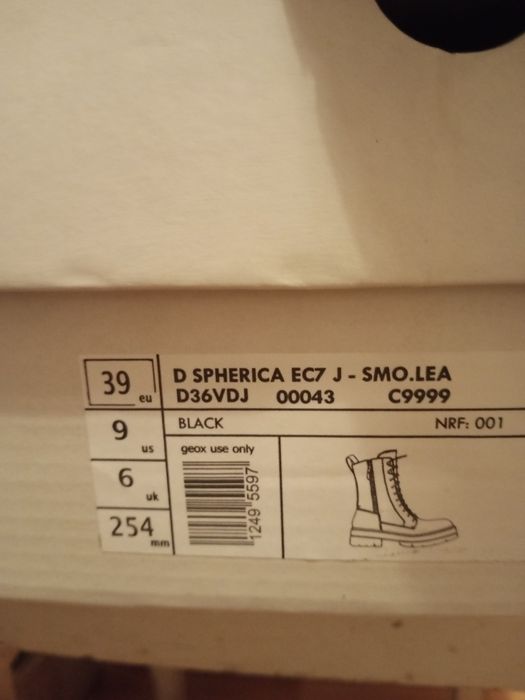 39 eu
D SPHERICA EC7 J - SMO.LEA
D36VDJ 00043 C9999
9 us
BLACK NRF: 001
6 uk
geox use only
1249 5597
254 mm